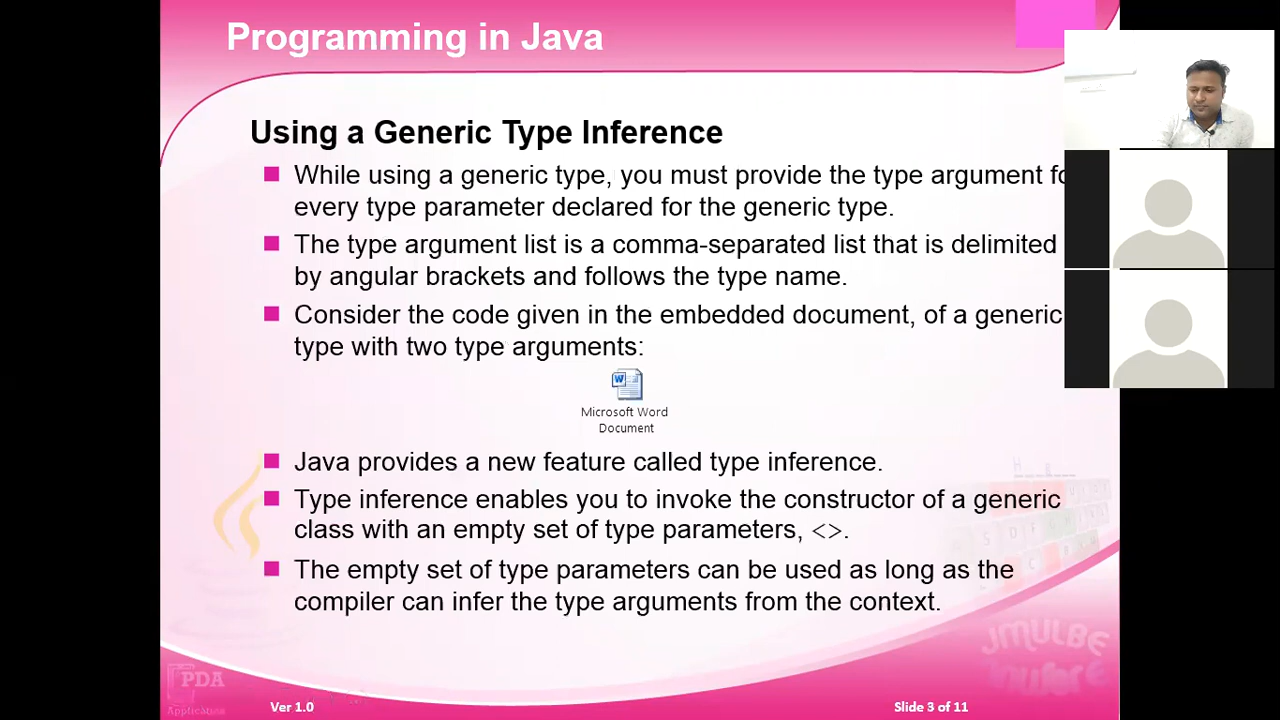 Programming in Java
Using a Generic Type Inference
While using a generic type, you must provide the type argument fo
every type parameter declared for the generic type.
The type argument list is a comma-separated list that is delimited
by angular brackets and follows the type name.
Consider the code given in the embedded document, of a generic
type with two type arguments:
Microsoft Word
Document
Java provides a new feature called type inference.
Type inference enables you to invoke the constructor of a generic
class with an empty set of type parameters, <>.
The empty set of type parameters can be used as long as the
compiler can infer the type arguments from the context.
JMULBE
PDA
Application
Ver 1.0
Slide 3 of 11